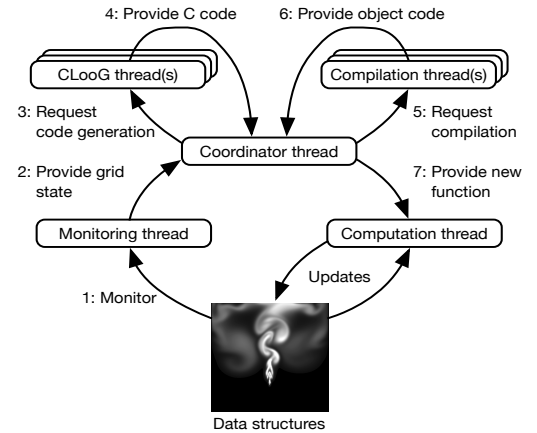 4: Provide C code
6: Provide object code
CLooG thread(s)
Compilation thread(s)
3: Request
code generation
5: Request
compilation
Coordinator thread
2: Provide grid
state
7: Provide new
function
Monitoring thread
Computation thread
Updates
1: Monitor
Data structures